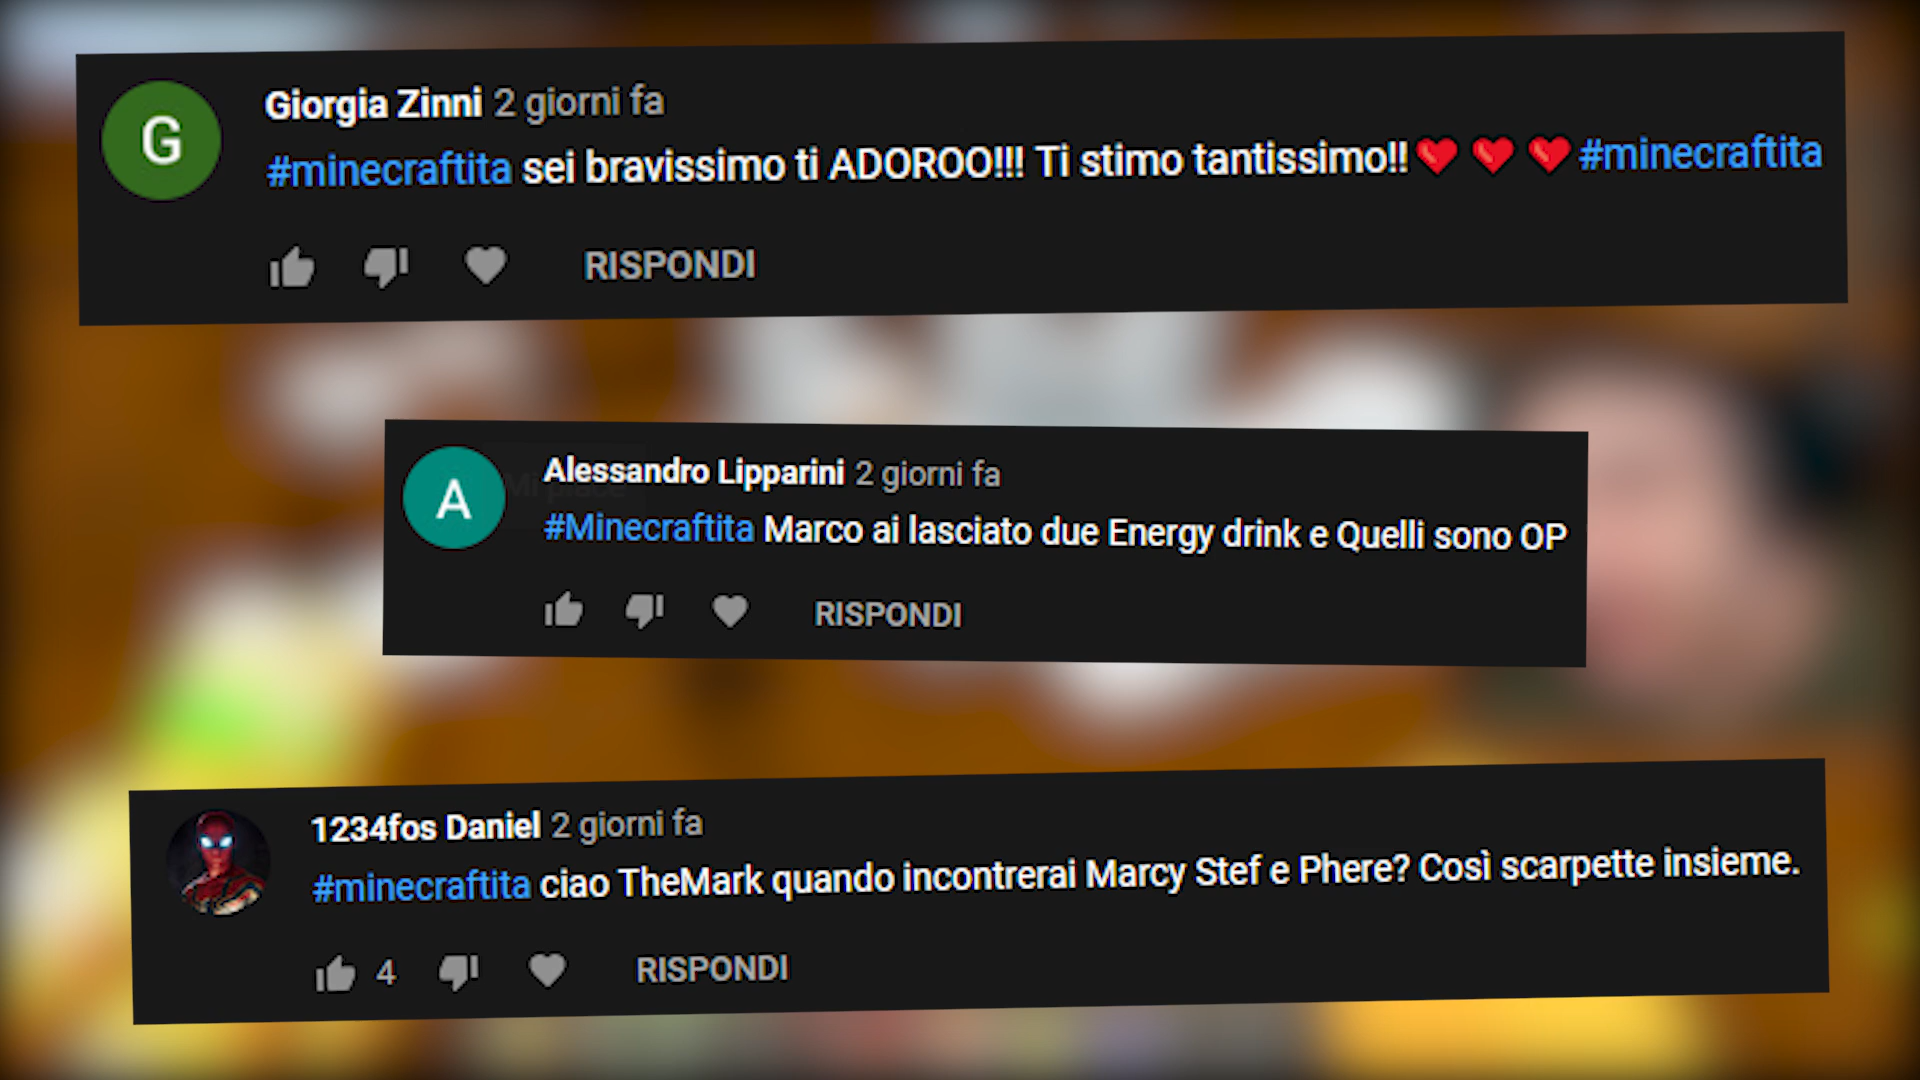 Giorgia Zinni 2 giorni fa
#minecraftita sei bravissimo ti ADOROO!!! Ti stimo tantissimo!!❤️ ❤️ ❤️ #minecraftita
RISPONDI
Alessandro Lipparini 2 giorni fa
#Minecraftita Marco ai lasciato due Energy drink e Quelli sono OP
RISPONDI
1234fos Daniel 2 giorni fa
#minecraftita ciao TheMark quando incontrerai Marcy Stef e Phere? Così scarpette insieme.
4 RISPONDI